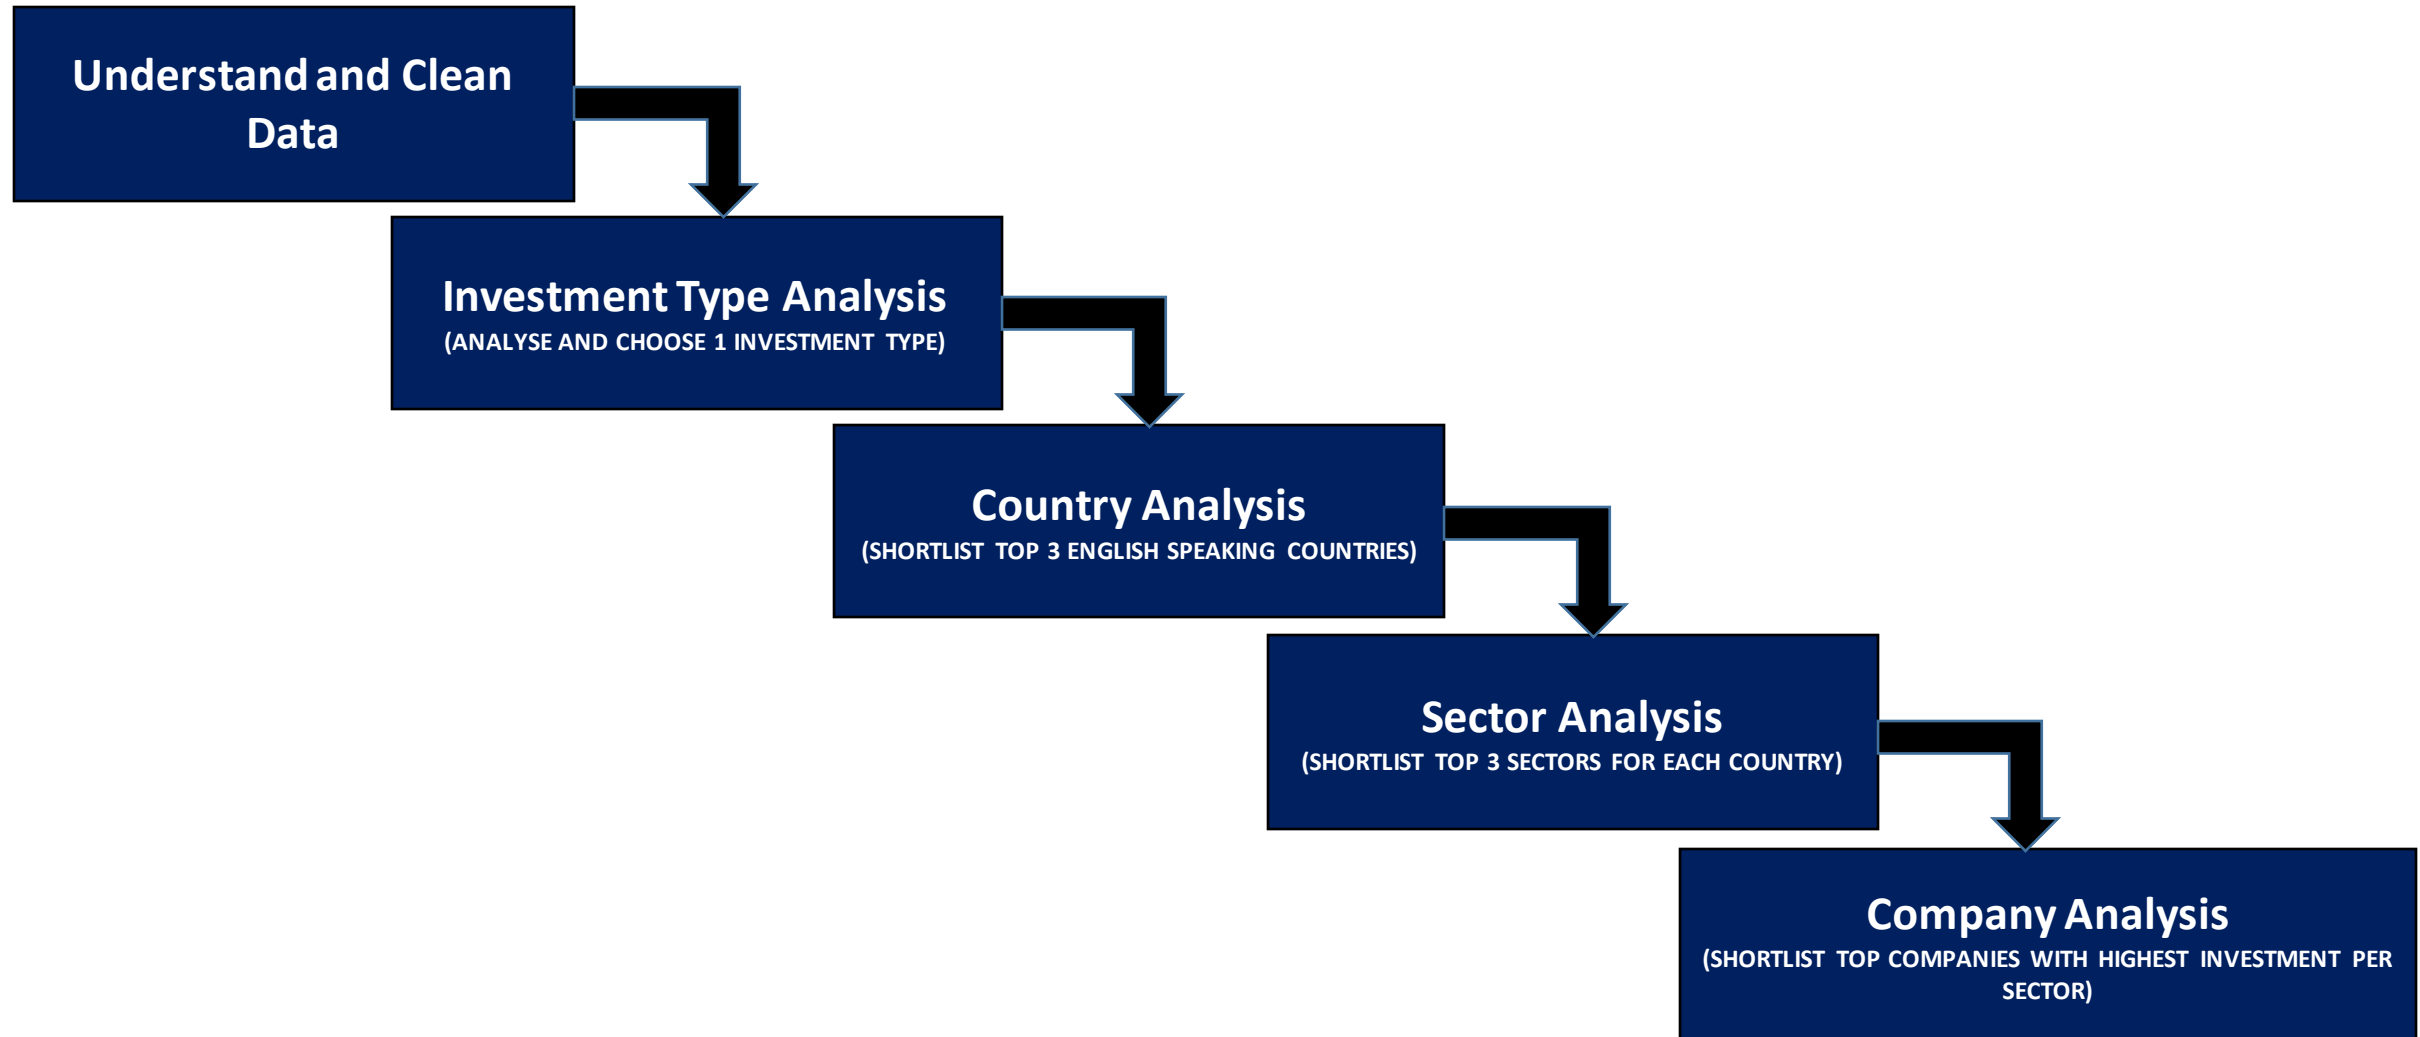 Understand and Clean
Data
Investment Type Analysis
(ANALYSE AND CHOOSE 1 INVESTMENT TYPE)
Country Analysis
(SHORTLIST TOP 3 ENGLISH SPEAKING COUNTRIES)
Sector Analysis
(SHORTLIST TOP 3 SECTORS FOR EACH COUNTRY)
Company Analysis
(SHORTLIST TOP COMPANIES WITH HIGHEST INVESTMENT PER
SECTOR)